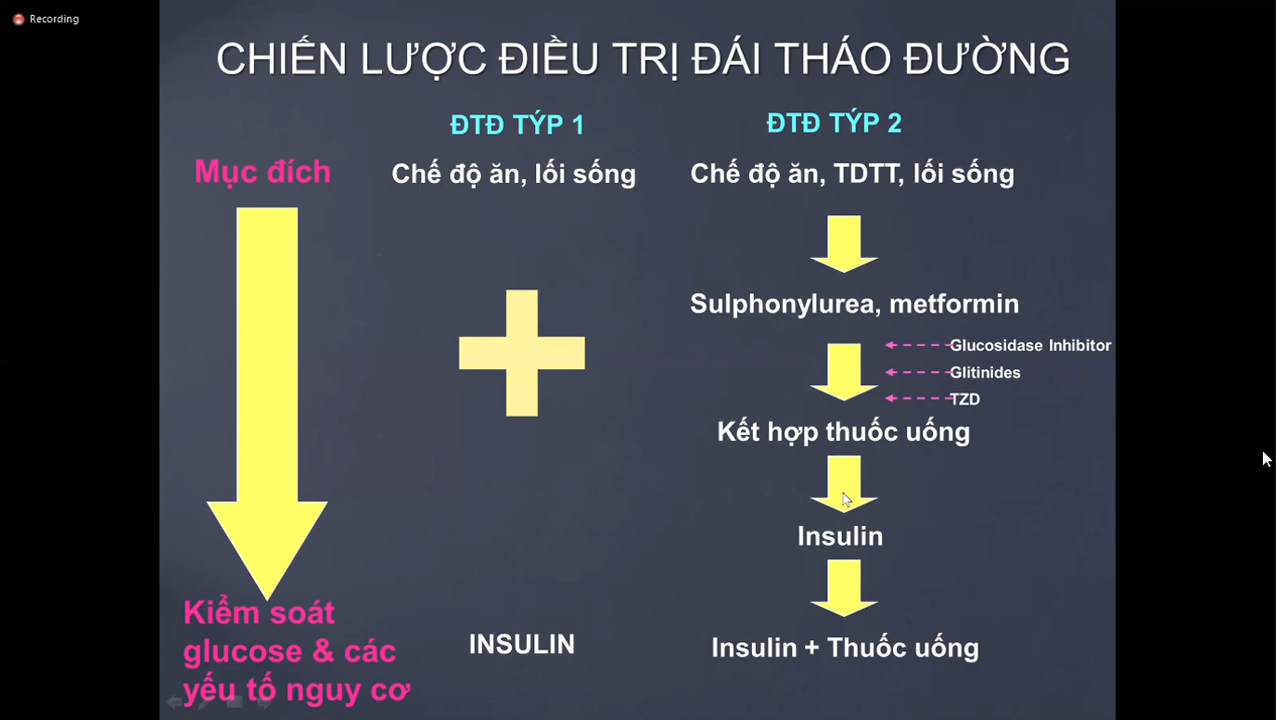 Recording
CHIẾN LƯỢC ĐIỀU TRỊ ĐÁI THÁO ĐƯỜNG
ĐTĐ TÝP 1
ĐTĐ TÝP 2
Mục đích
Chế độ ăn, lối sống
Chế độ ăn, TDTT, lối sống
Sulphonylurea, metformin
Glucosidase Inhibitor
Glitinides
TZD
Kết hợp thuốc uống
Insulin
Kiểm soát
glucose & các
yếu tố nguy cơ
INSULIN
Insulin + Thuốc uống